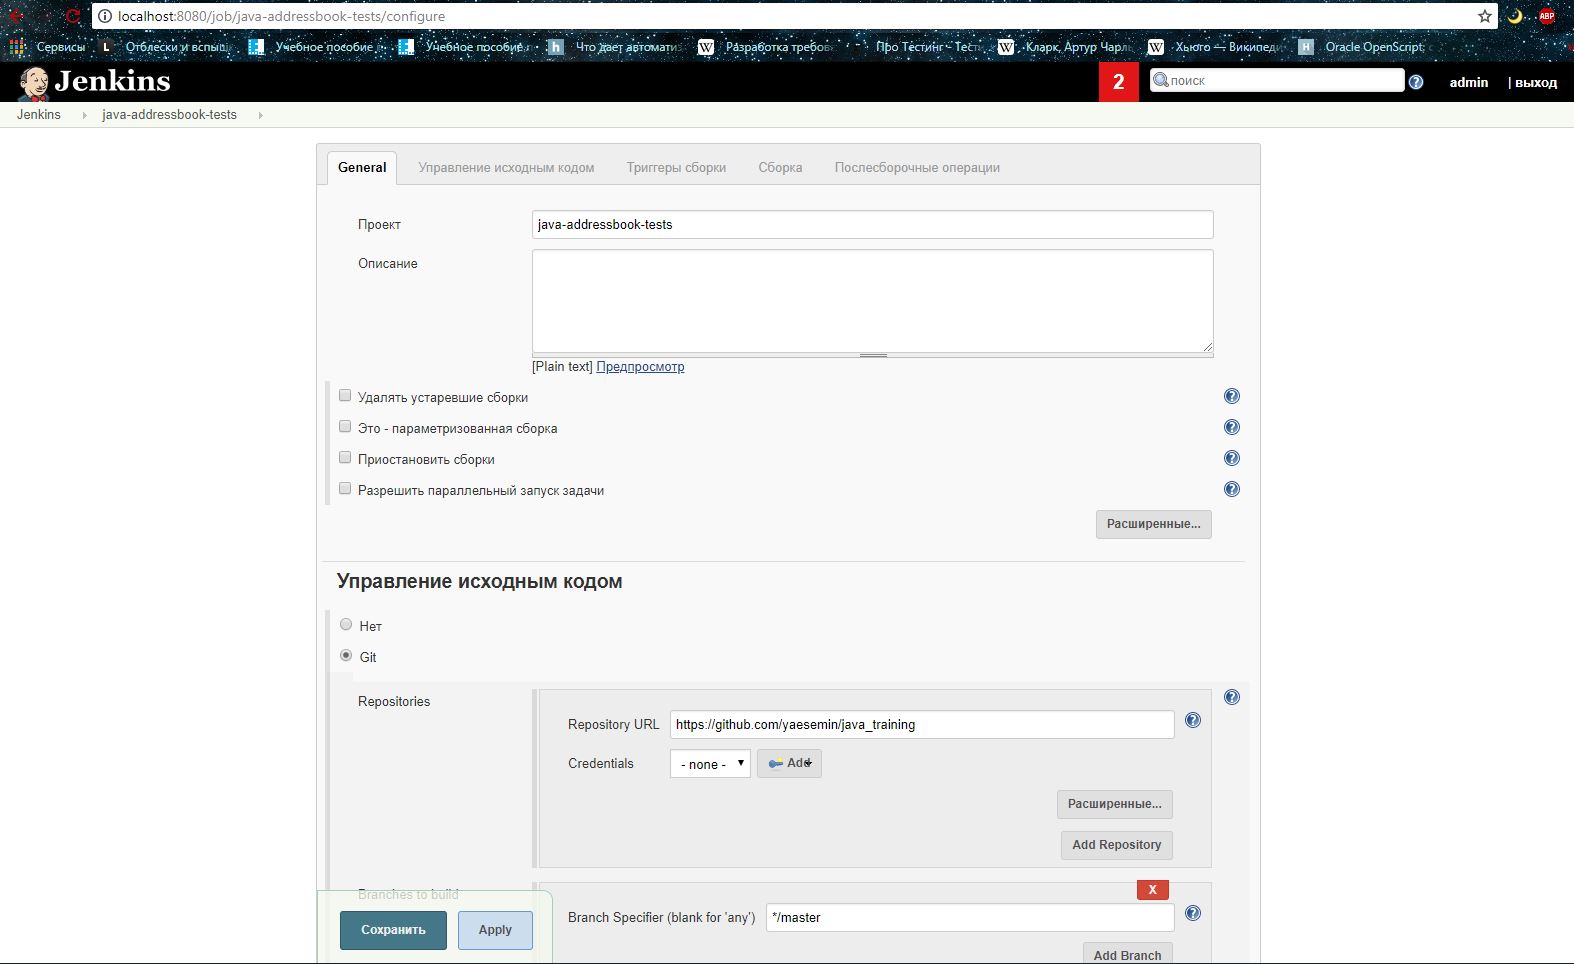 localhost:8080/job/java-addressbook-tests/configure
ABP
Сервисы L Отблески и вспыш Учебное пособие Учебное пособие h Что дает автомати W Разработка требов Про Тестинг - Тест W Кларк, Артур Чарль W Хьюго — Википеди H Oracle OpenScript:
Jenkins 2 поиск admin | выход
Jenkins java-addressbook-tests
General Управление исходным кодом Триггеры сборки Сборка Послесборочные операции
Проект java-addressbook-tests
Описание
[Plain text] Предпросмотр
Удалять устаревшие сборки
Это - параметризованная сборка
Приостановить сборки
Разрешить параллельный запуск задачи
Расширенные...
Управление исходным кодом
Нет
Git
Repositories
Repository URL https://github.com/yaesemin/java_training
Credentials - none - Add
Расширенные...
Add Repository
Branches to build X
Branch Specifier (blank for 'any') */master
Сохранить Apply
Add Branch